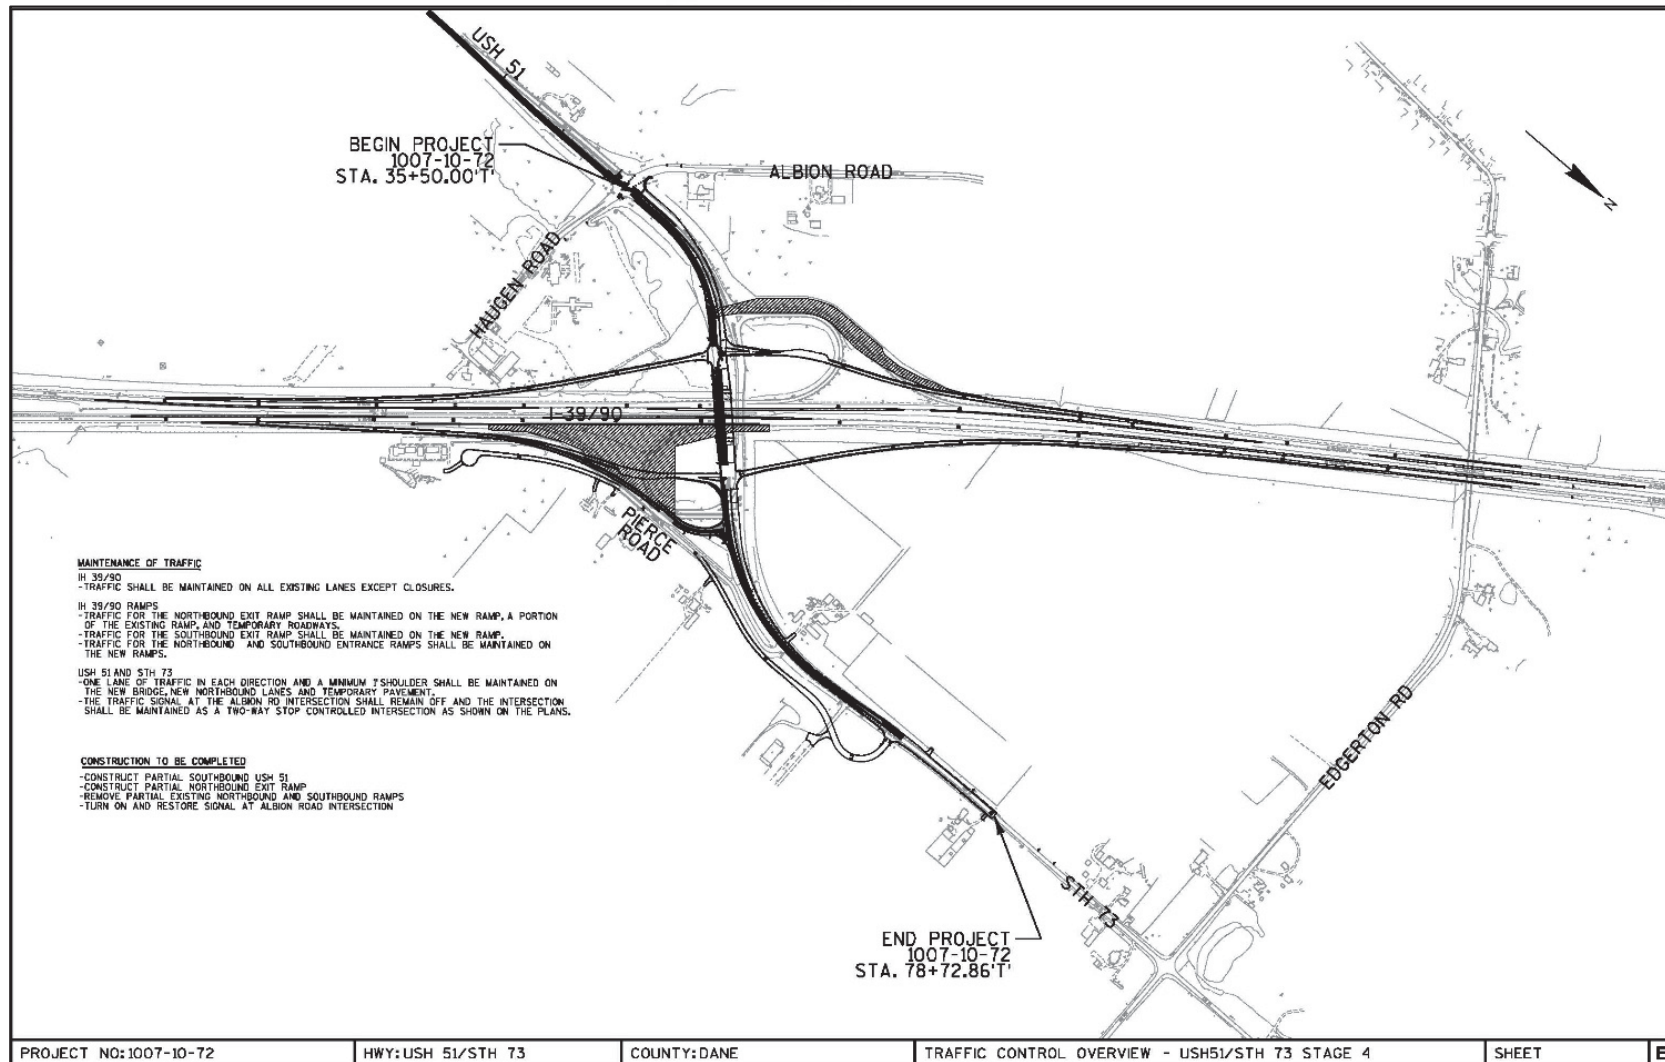 USH 51
BEGIN PROJECT
1007-10-72
STA. 35+50.00'T'
ALBION ROAD
N
HAUGEN ROAD
I-39/90
PIERCE
ROAD
MAINTENANCE OF TRAFFIC
IH 39/90
-TRAFFIC SHALL BE MAINTAINED ON ALL EXISTING LANES EXCEPT CLOSURES.
IH 39/90 RAMPS
-TRAFFIC FOR THE NORTHBOUND EXIT RAMP SHALL BE MAINTAINED ON THE NEW RAMP, A PORTION
OF THE EXISTING RAMP, AND TEMPORARY ROADWAYS.
-TRAFFIC FOR THE SOUTHBOUND EXIT RAMP SHALL BE MAINTAINED ON THE NEW RAMP.
-TRAFFIC FOR THE NORTHBOUND AND SOUTHBOUND ENTRANCE RAMPS SHALL BE MAINTAINED ON
THE NEW RAMPS.
USH 51 AND STH 73
-ONE LANE OF TRAFFIC IN EACH DIRECTION AND A MINIMUM 1' SHOULDER SHALL BE MAINTAINED ON
THE NEW BRIDGE, NEW NORTHBOUND LANES AND TEMPORARY PAVEMENT.
-THE TRAFFIC SIGNAL AT THE ALBION RD INTERSECTION SHALL REMAIN OFF AND THE INTERSECTION
SHALL BE MAINTAINED AS A TWO-WAY STOP CONTROLLED INTERSECTION AS SHOWN ON THE PLANS.
CONSTRUCTION TO BE COMPLETED
-CONSTRUCT PARTIAL SOUTHBOUND USH 51
-CONSTRUCT PARTIAL NORTHBOUND EXIT RAMP
-REMOVE PARTIAL EXISTING NORTHBOUND AND SOUTHBOUND RAMPS
-TURN ON AND RESTORE SIGNAL AT ALBION ROAD INTERSECTION
EDGERTON RD
STH 73
END PROJECT
1007-10-72
STA. 78+72.86'T'
PROJECT NO:1007-10-72
HWY:USH 51/STH 73
COUNTY:DANE
TRAFFIC CONTROL OVERVIEW - USH51/STH 73 STAGE 4
SHEET
E